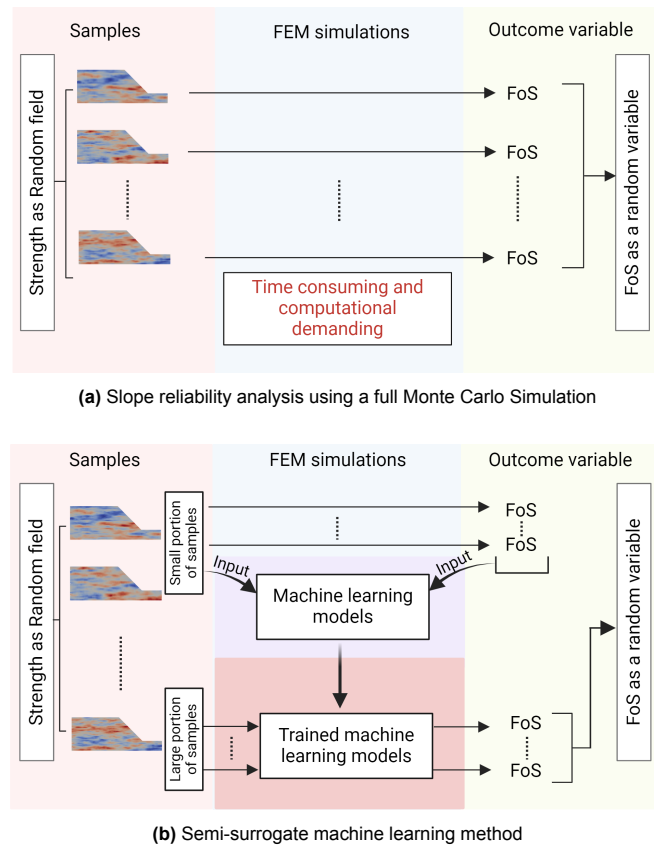 Samples
FEM simulations
Outcome variable
Strength as Random field
FoS
FoS
FoS
FoS as a random variable
Time consuming and
computational
demanding
(a) Slope reliability analysis using a full Monte Carlo Simulation
Samples
FEM simulations
Outcome variable
Strength as Random field
Small portion
of samples
FoS
FoS
Input
Input
Machine learning
models
FoS as a random variable
Large portion
of samples
Trained machine
learning models
FoS
FoS
(b) Semi-surrogate machine learning method